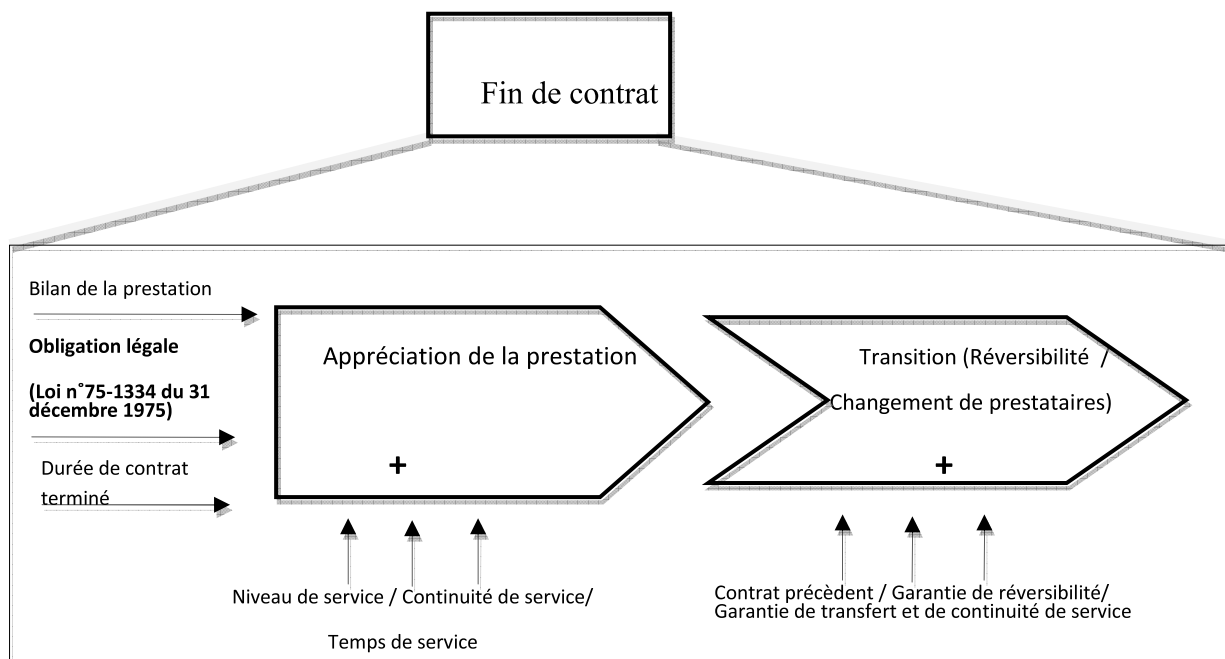 Fin de contrat
Bilan de la prestation
Obligation légale
(Loi n°75-1334 du 31
décembre 1975)
Durée de contrat
terminé
Appréciation de la prestation
+
Niveau de service / Continuité de service/
Temps de service
Transition (Réversibilité /
Changement de prestataires)
+
Contrat précèdent / Garantie de réversibilité/
Garantie de transfert et de continuité de service